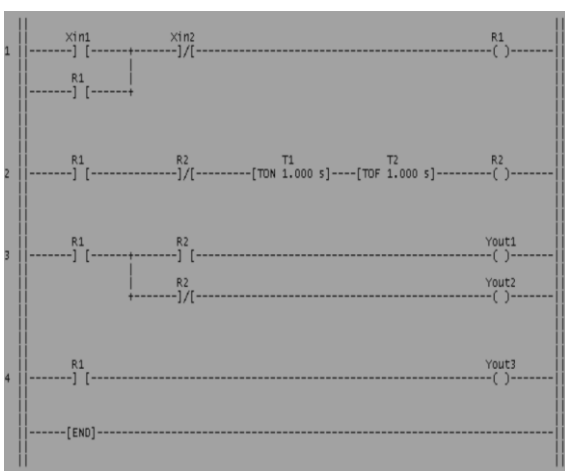 Xin1 Xin2 R1
1 ||-------] [------+------]/[--------------------------------------( )------||
R1
||-------] [------+
R1 R2 T1 T2 R2
2 ||-------] [--------------]/[--------[TON 1.000 s]----[TOF 1.000 s]--------( )------||
R1 R2 Yout1
3 ||-------] [------+------] [--------------------------------------( )------||
R2 Yout2
+------]/[--------------------------------------( )------||
R1 Yout3
4 ||-------] [------------------------------------------------------( )------||
||------[END]------------------------------------------------------||